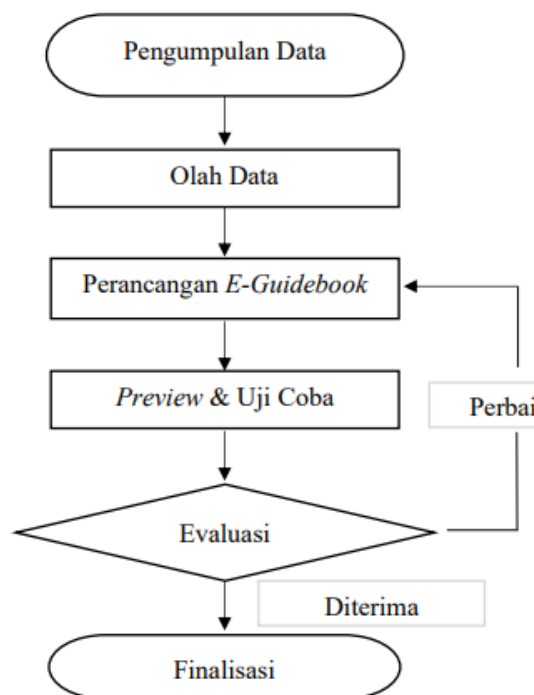 Pengumpulan Data
Olah Data
Perancangan E-Guidebook
Preview & Uji Coba
Perbai
Evaluasi
Diterima
Finalisasi